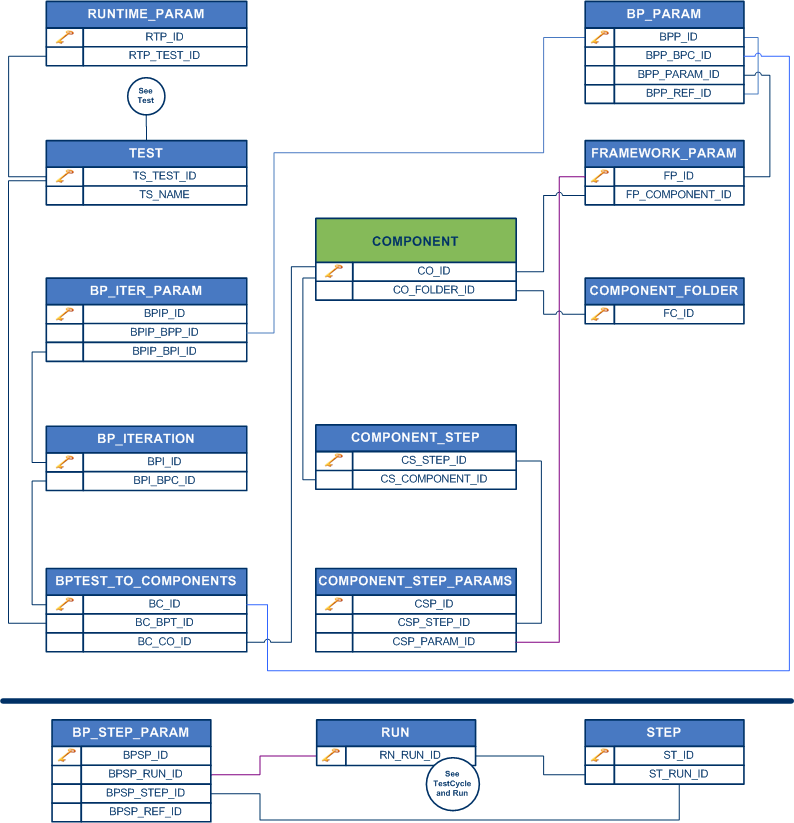 RUNTIME_PARAM
RTP_ID
RTP_TEST_ID
BP_PARAM
BPP_ID
BPP_BPC_ID
BPP_PARAM_ID
BPP_REF_ID
See
Test
TEST
TS_TEST_ID
TS_NAME
FRAMEWORK_PARAM
FP_ID
FP_COMPONENT_ID
COMPONENT
CO_ID
CO_FOLDER_ID
BP_ITER_PARAM
BPIP_ID
BPIP_BPP_ID
BPIP_BPI_ID
COMPONENT_FOLDER
FC_ID
BP_ITERATION
BPI_ID
BPI_BPC_ID
COMPONENT_STEP
CS_STEP_ID
CS_COMPONENT_ID
BPTEST_TO_COMPONENTS
BC_ID
BC_BPT_ID
BC_CO_ID
COMPONENT_STEP_PARAMS
CSP_ID
CSP_STEP_ID
CSP_PARAM_ID
BP_STEP_PARAM
BPSP_ID
BPSP_RUN_ID
BPSP_STEP_ID
BPSP_REF_ID
RUN
RN_RUN_ID
See
TestCycle
and Run
STEP
ST_ID
ST_RUN_ID